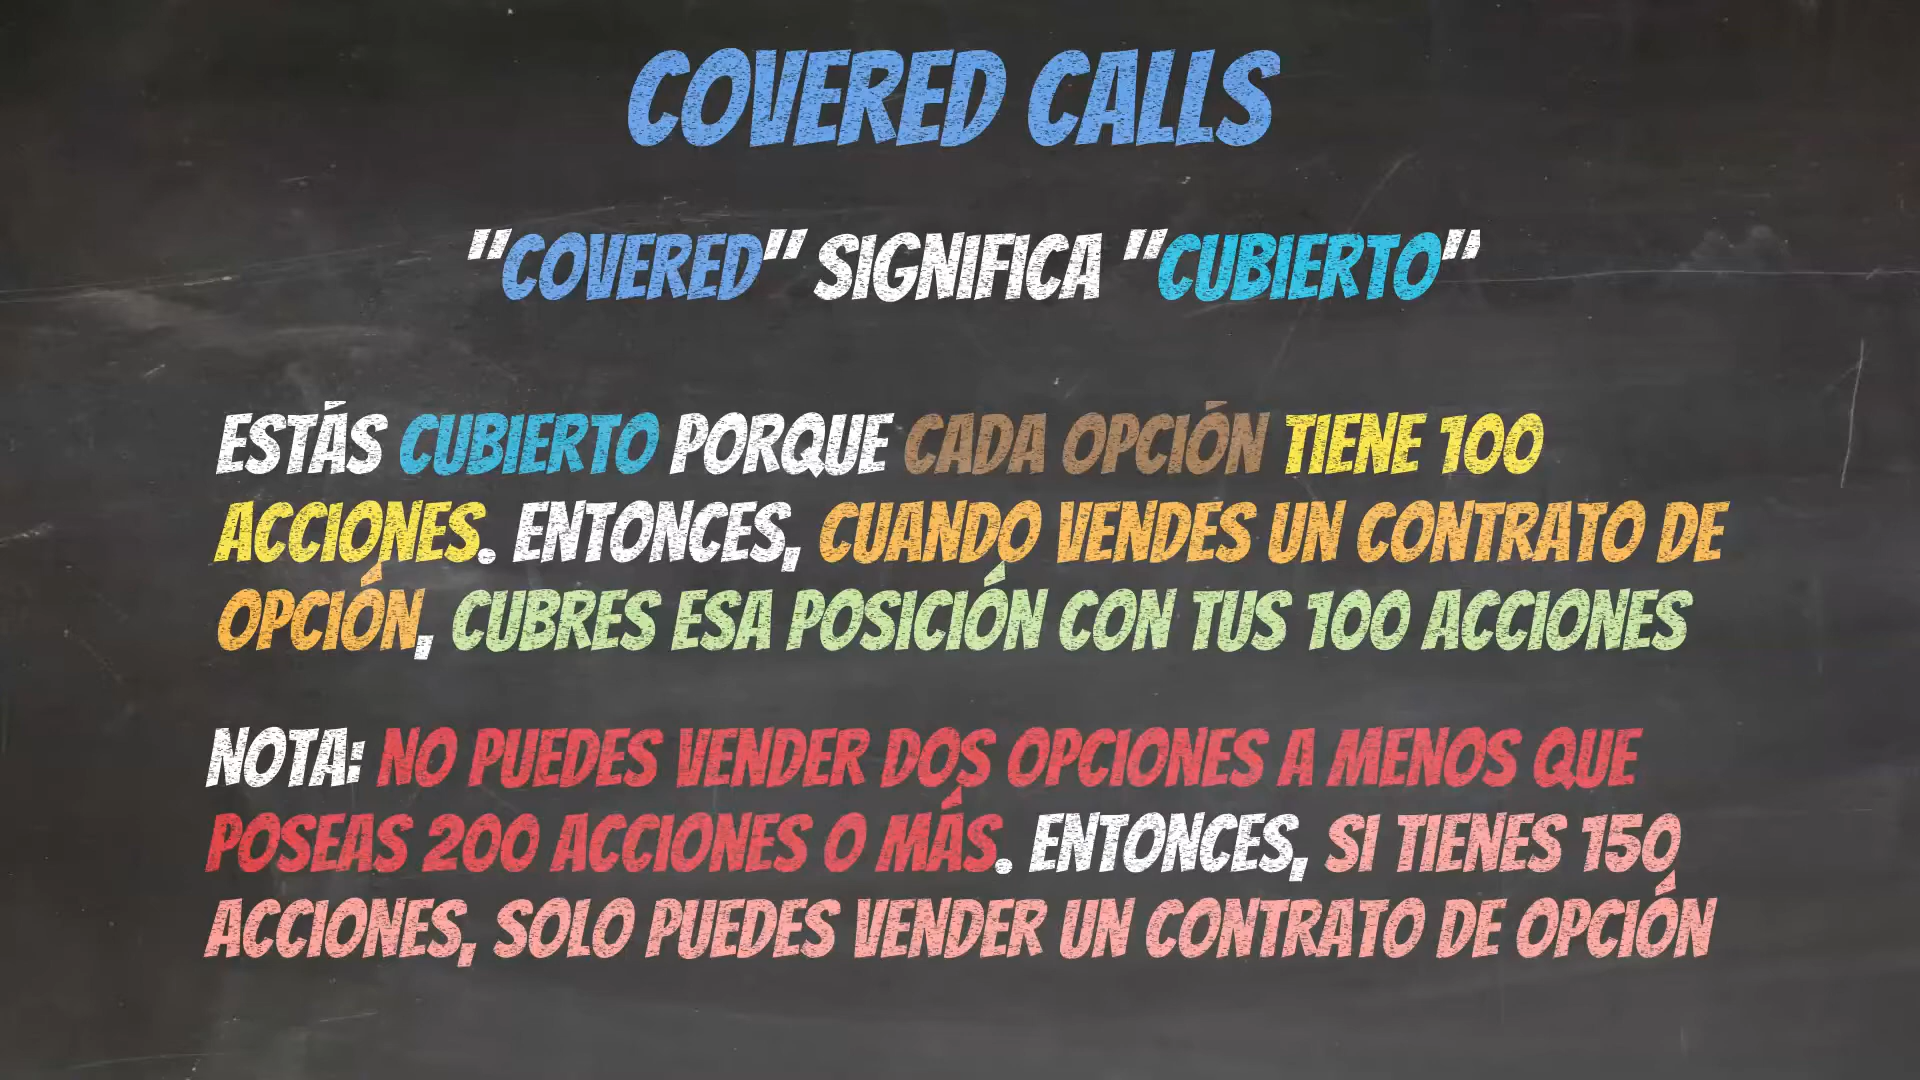 COVERED CALLS
"COVERED" SIGNIFICA "CUBIERTO"
ESTÁS CUBIERTO PORQUE CADA OPCIÓN TIENE 100
ACCIONES. ENTONCES, CUANDO VENDES UN CONTRATO DE
OPCIÓN, CUBRES ESA POSICIÓN CON TUS 100 ACCIONES
NOTA: NO PUEDES VENDER DOS OPCIONES A MENOS QUE
POSEAS 200 ACCIONES O MÁS. ENTONCES, SI TIENES 150
ACCIONES, SOLO PUEDES VENDER UN CONTRATO DE OPCIÓN